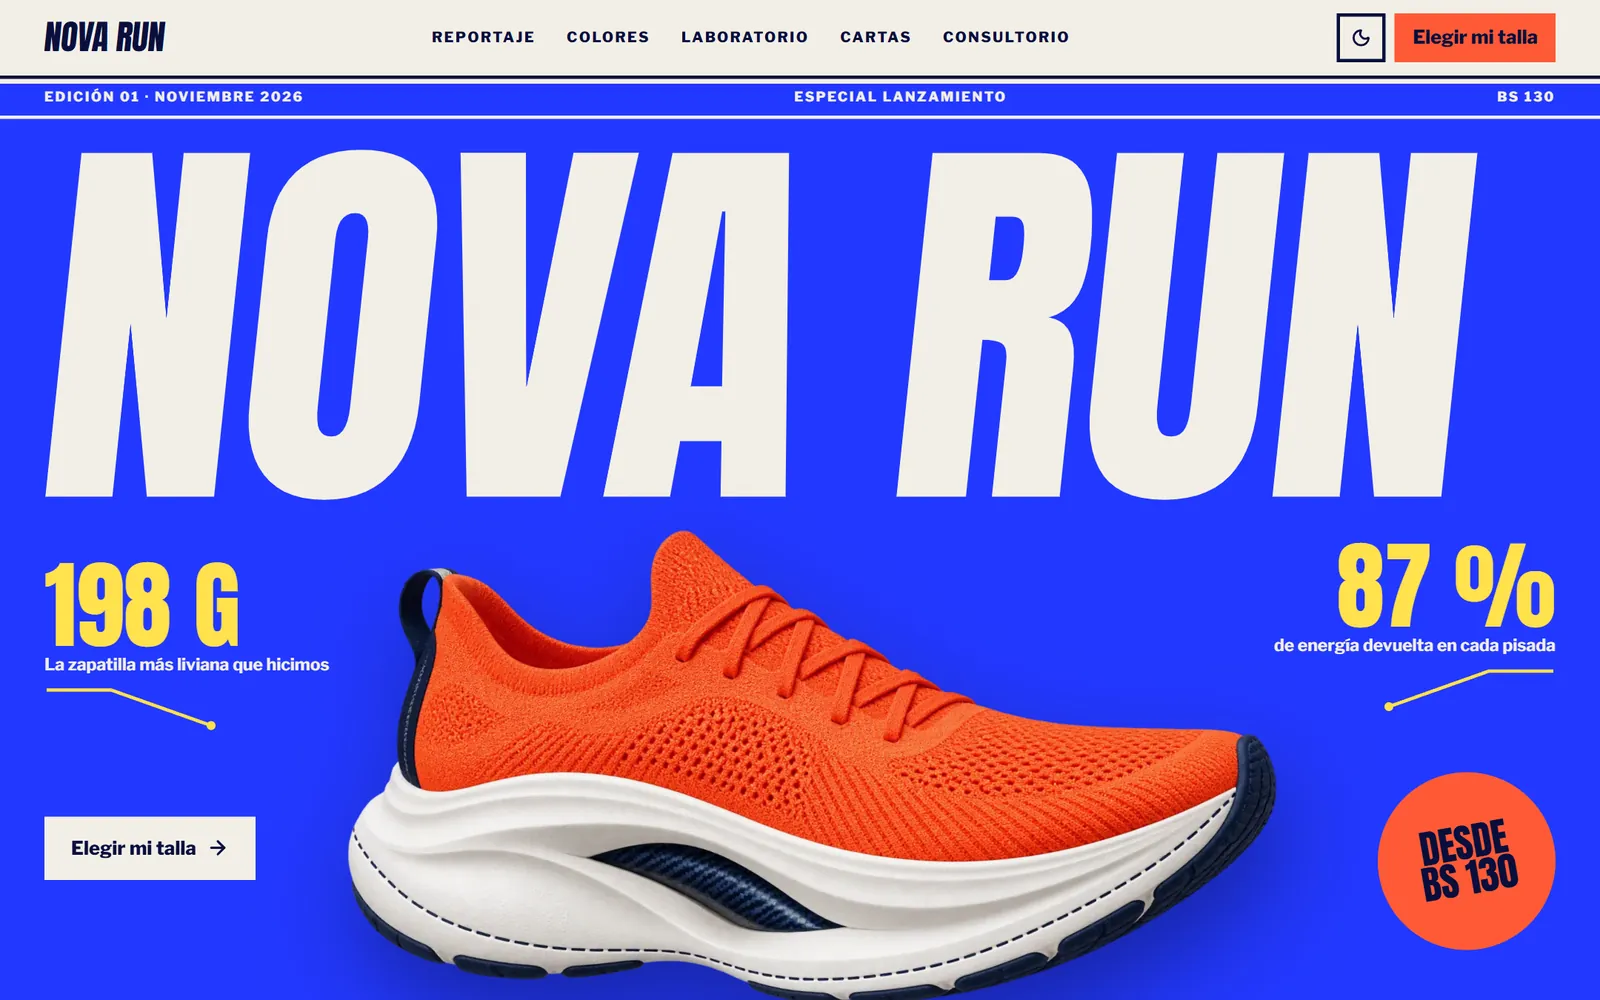 NOVA RUN
REPORTAJE
COLORES
LABORATORIO
CARTAS
CONSULTORIO
Elegir mi talla
EDICIÓN 01 · NOVIEMBRE 2026
ESPECIAL LANZAMIENTO
BS 130
NOVA RUN
198 G
La zapatilla más liviana que hicimos
87 %
de energía devuelta en cada pisada
Elegir mi talla →
DESDE
BS 130